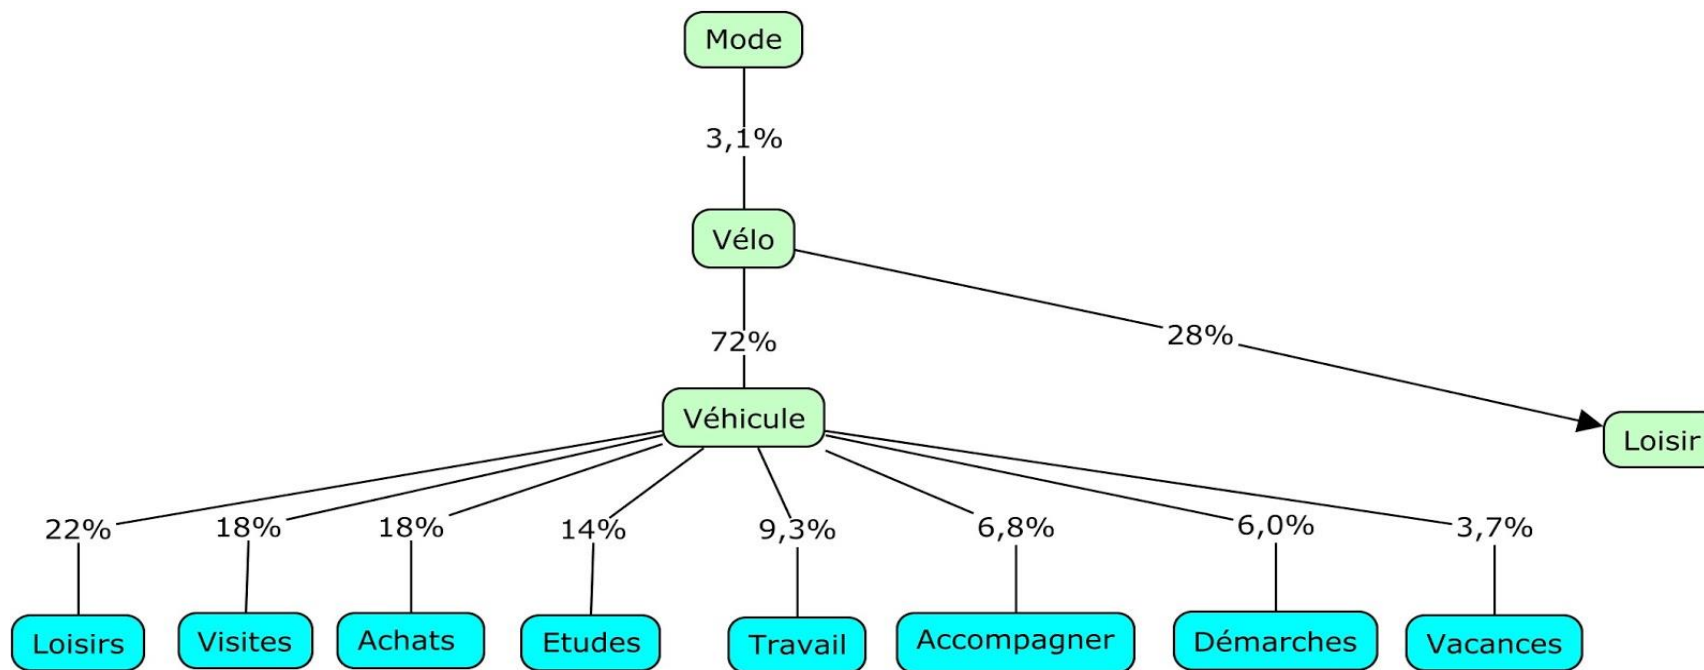 Mode
3,1%
Vélo
72%
28%
Véhicule
Loisir
22% 18% 18% 14% 9,3% 6,8% 6,0% 3,7%
Loisirs Visites Achats Etudes Travail Accompagner Démarches Vacances